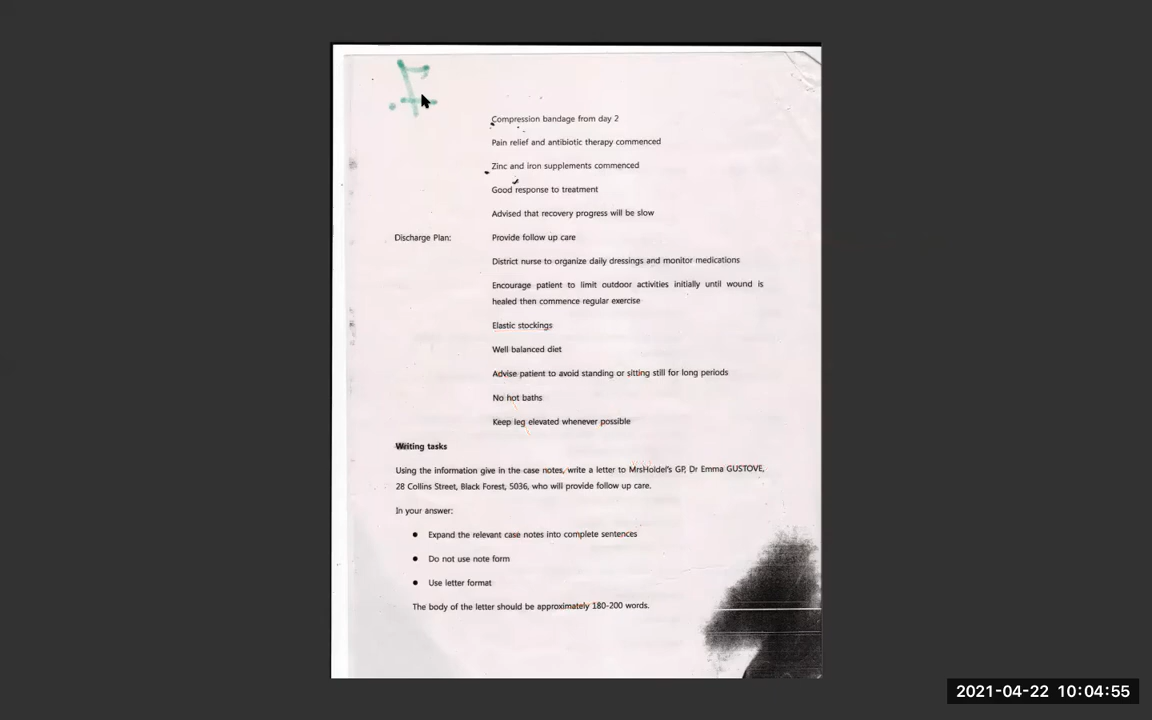 Compression bandage from day 2
Pain relief and antibiotic therapy commenced
Zinc and iron supplements commenced
Good response to treatment
Advised that recovery progress will be slow
Discharge Plan: Provide follow up care
District nurse to organize daily dressings and monitor medications
Encourage patient to limit outdoor activities initially until wound is
healed then commence regular exercise
Elastic stockings
Well balanced diet
Advise patient to avoid standing or sitting still for long periods
No hot baths
Keep leg elevated whenever possible
Writing tasks
Using the information give in the case notes, write a letter to MrsHoldel's GP, Dr Emma GUSTOVE,
28 Collins Street, Black Forest, 5036, who will provide follow up care.
In your answer:
● Expand the relevant case notes into complete sentences
● Do not use note form
● Use letter format
The body of the letter should be approximately 180-200 words.
2021-04-22 10:04:55